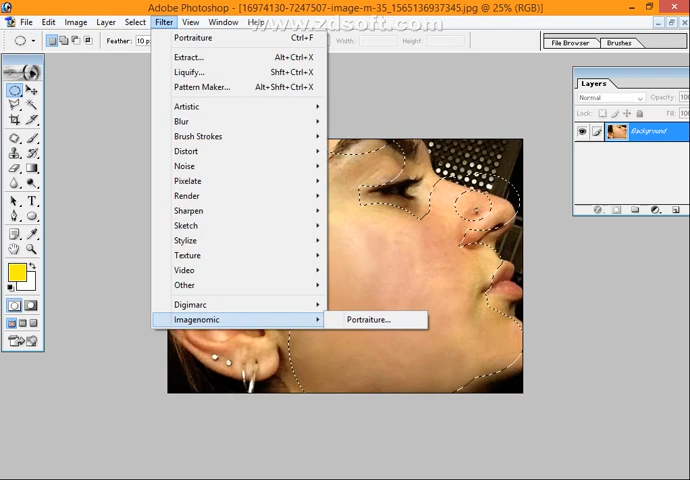 Adobe Photoshop - [16974130-7247507-image-m-35_1565136937345.jpg @ 25% (RGB)]
File Edit Image Layer Select Filter View Window Help
www.zdsoft.com
Feather: 10 p
Width:
Height:
File Browser
Brushes
Portraiture Ctrl+F
Extract... Alt+Ctrl+X
Liquify... Shft+Ctrl+X
Pattern Maker... Alt+Shft+Ctrl+X
Artistic
Blur
Brush Strokes
Distort
Noise
Pixelate
Render
Sharpen
Sketch
Stylize
Texture
Video
Other
Digimarc
Imagenomic
Portraiture...
Layers
Normal
Opacity: 100
Lock:
Fill: 100
Background